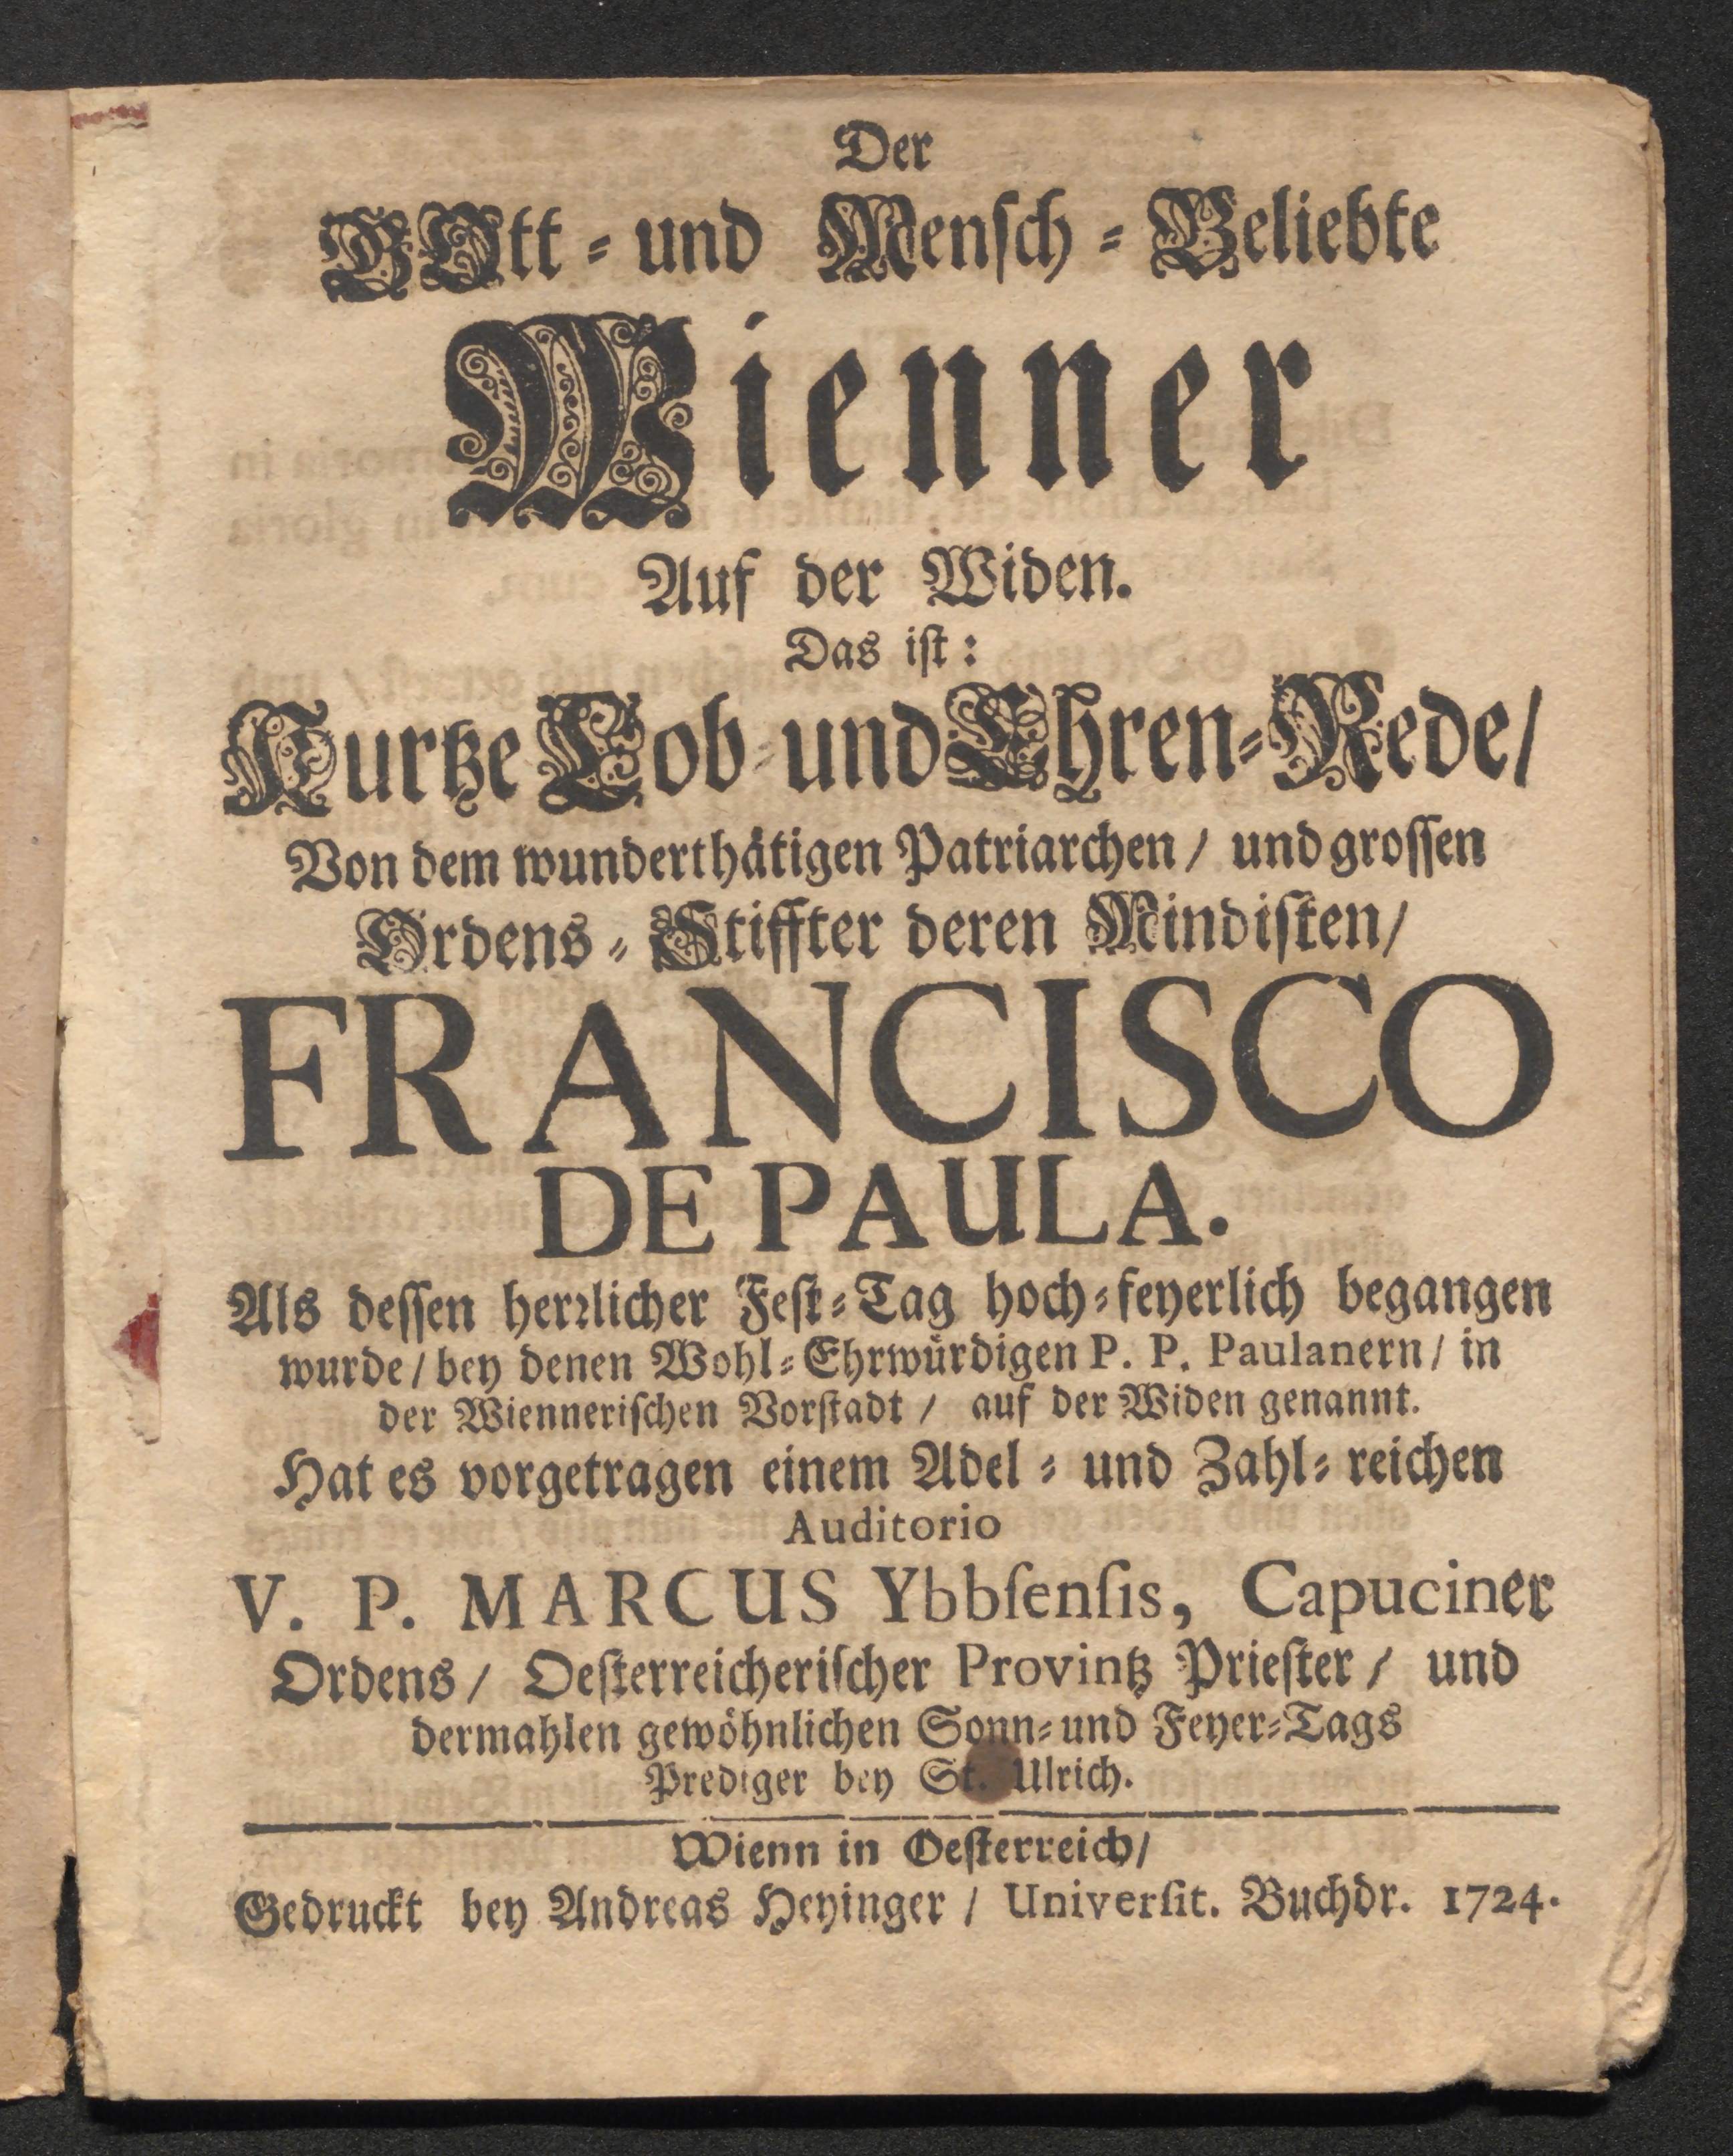 Der
GOtt - und Mensch - Beliebte
Wienner
Auf der Widen.
Das ist:
Kurtze Lob- und Ehren-Rede/
Von dem wunderthätigen Patriarchen / und grossen
Ordens - Stiffter deren Mindisten/
FRANCISCO
DE PAULA.
Als dessen herrlicher Fest-Tag hoch-feyerlich begangen
wurde / bey denen Wohl-Ehrwürdigen P. P. Paulanern / in
der Wiennerischen Vorstadt / auf der Widen genannt.
Hat es vorgetragen einem Adel - und Zahl-reichen
Auditorio
V. P. MARCUS Ybbsensis, Capuciner
Ordens / Oesterreicherischer Provintz Priester / und
dermahlen gewöhnlichen Sonn- und Feyer-Tags
Prediger bey St. Ulrich.
Wienn in Oesterreich/
Gedruckt bey Andreas Heyinger / Universit. Buchdr. 1724.